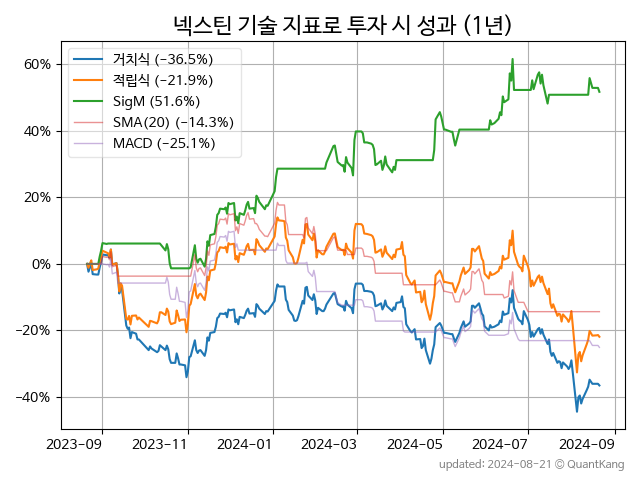 넥스틴 기술 지표로 투자 시 성과 (1년)
거치식 (−36.5%)
적립식 (−21.9%)
SigM (51.6%)
SMA(20) (−14.3%)
MACD (−25.1%)
60%
40%
20%
0%
−20%
−40%
2023-09 2023-11 2024-01 2024-03 2024-05 2024-07 2024-09
updated: 2024-08-21 © QuantKang